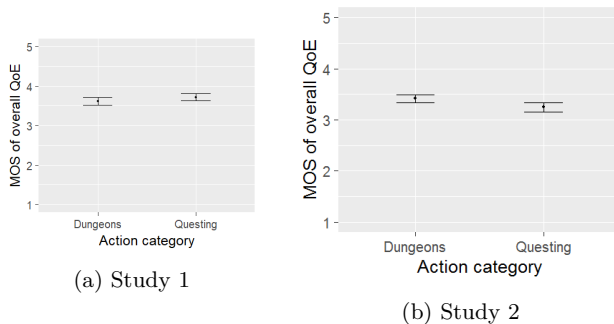 MOS of overall QoE
5
4
3
2
1
Dungeons Questing
Action category
(a) Study 1
MOS of overall QoE
5
4
3
2
1
Dungeons Questing
Action category
(b) Study 2